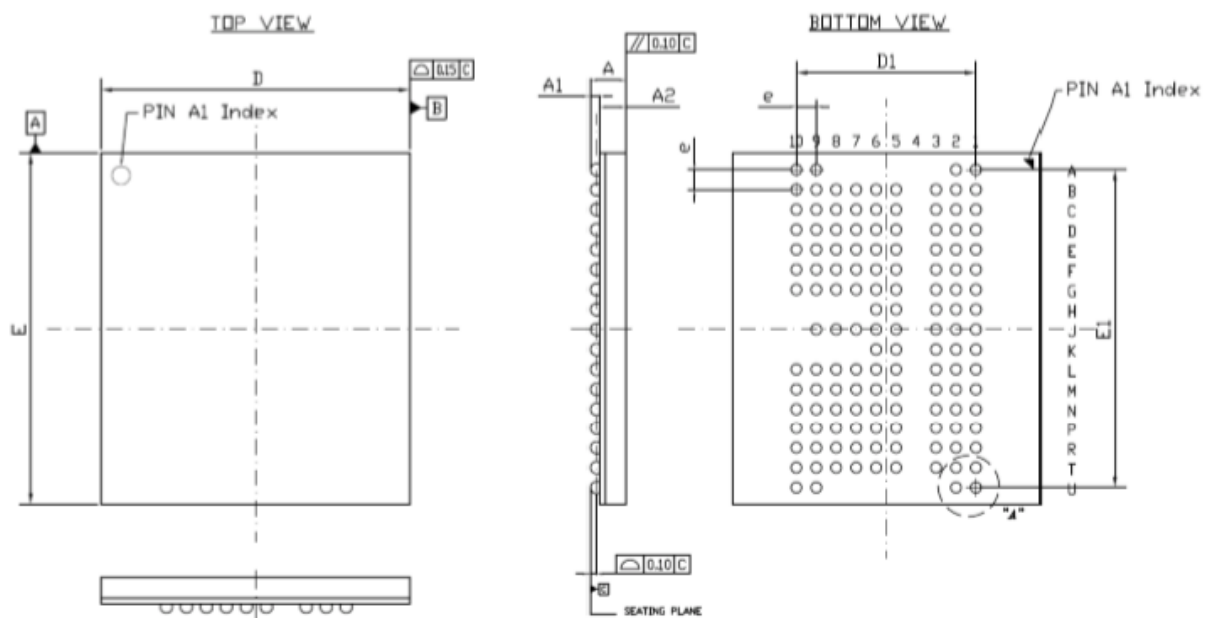 TOP VIEW
D
0.15 C
B
PIN A1 Index
A
E
// 0.10 C
A
A1
A2
0.10 C
C
SEATING PLANE
BOTTOM VIEW
D1
PIN A1 Index
e
e
10 9 8 7 6 5 4 3 2 1
A
B
C
D
E
F
G
H
J
K
L
M
N
P
R
T
U
E1
"A"